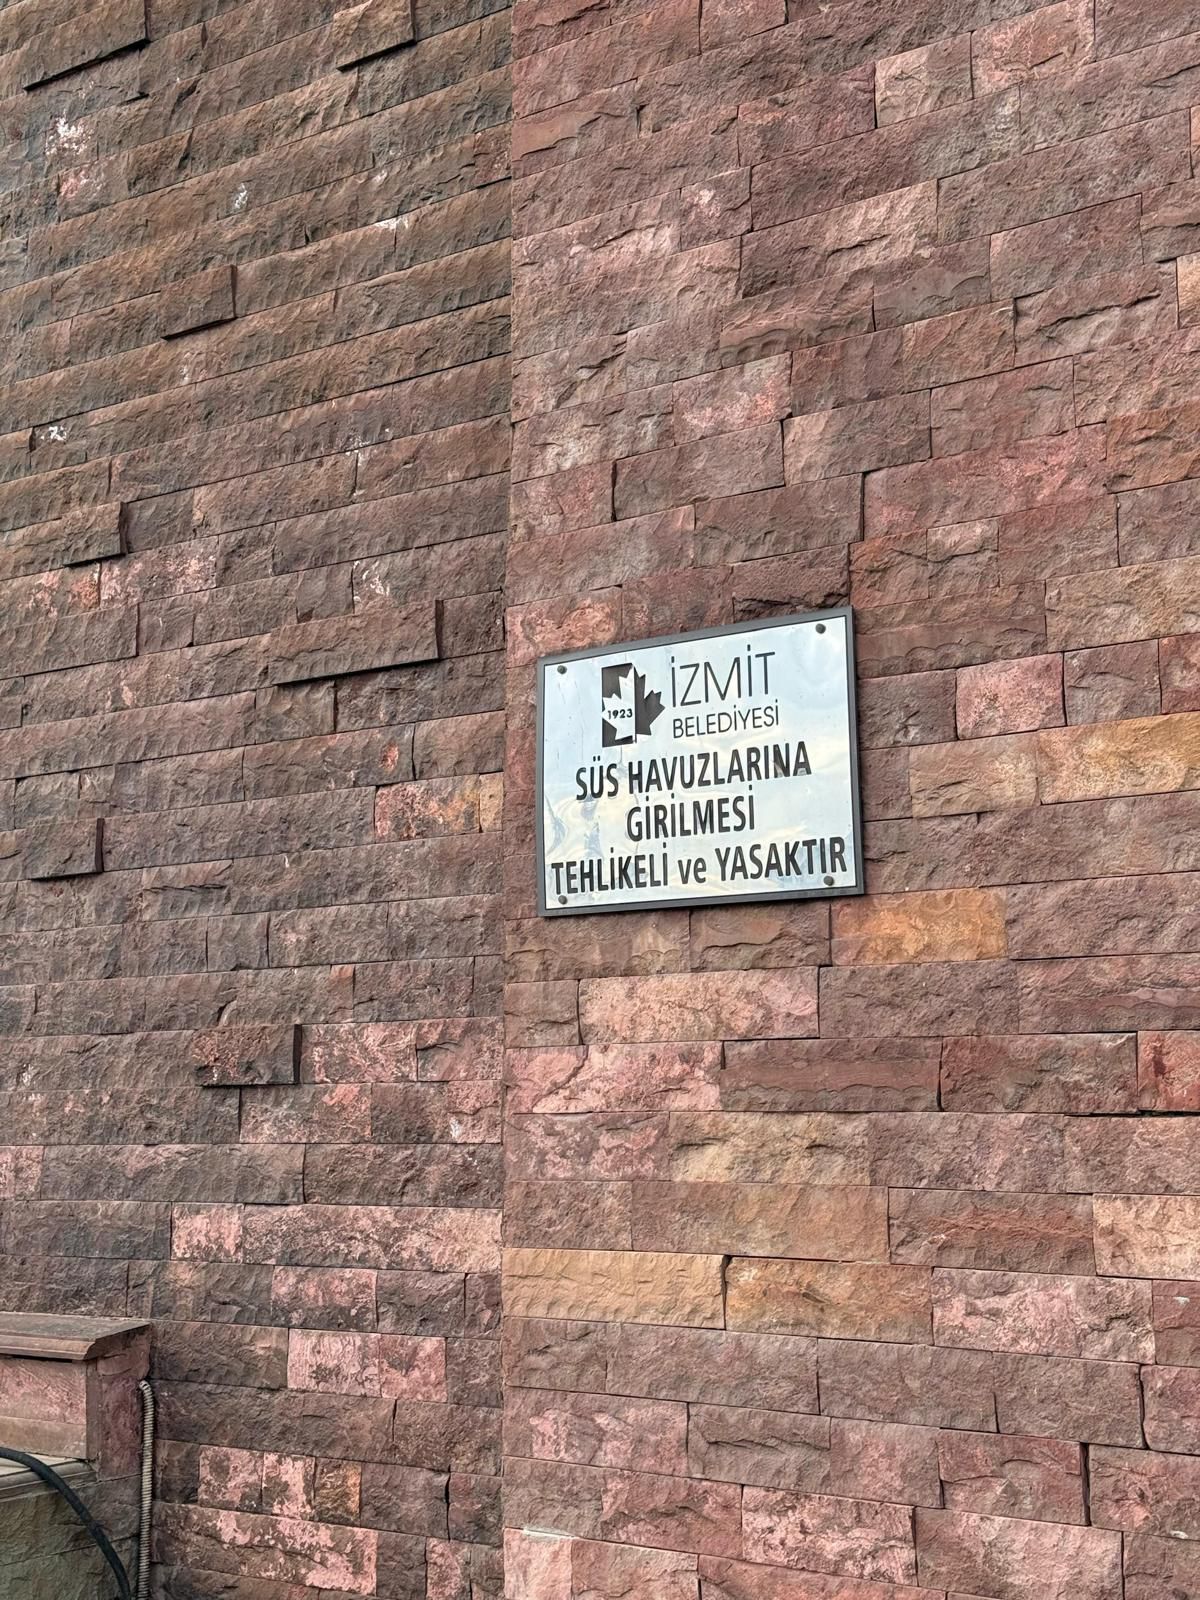 1923
İZMİT
BELEDİYESİ
SÜS HAVUZLARINA
GİRİLMESİ
TEHLİKELİ ve YASAKTIR